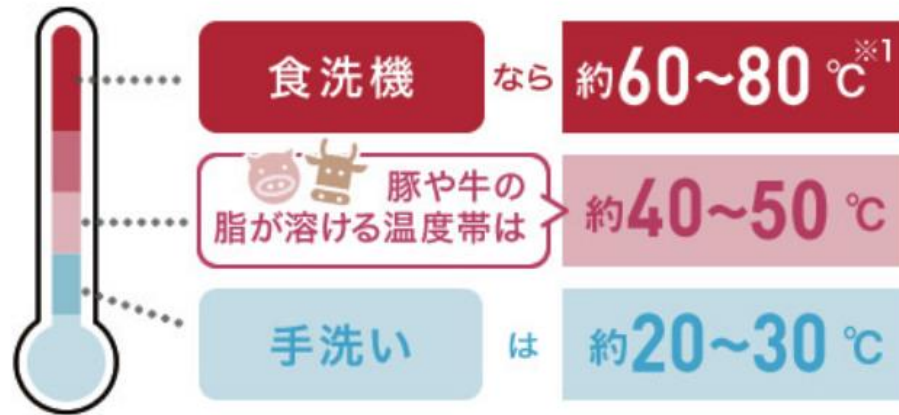 食洗機 なら 約60~80℃※1
豚や牛の
脂が溶ける温度帯は 約40~50℃
手洗い は 約20~30℃